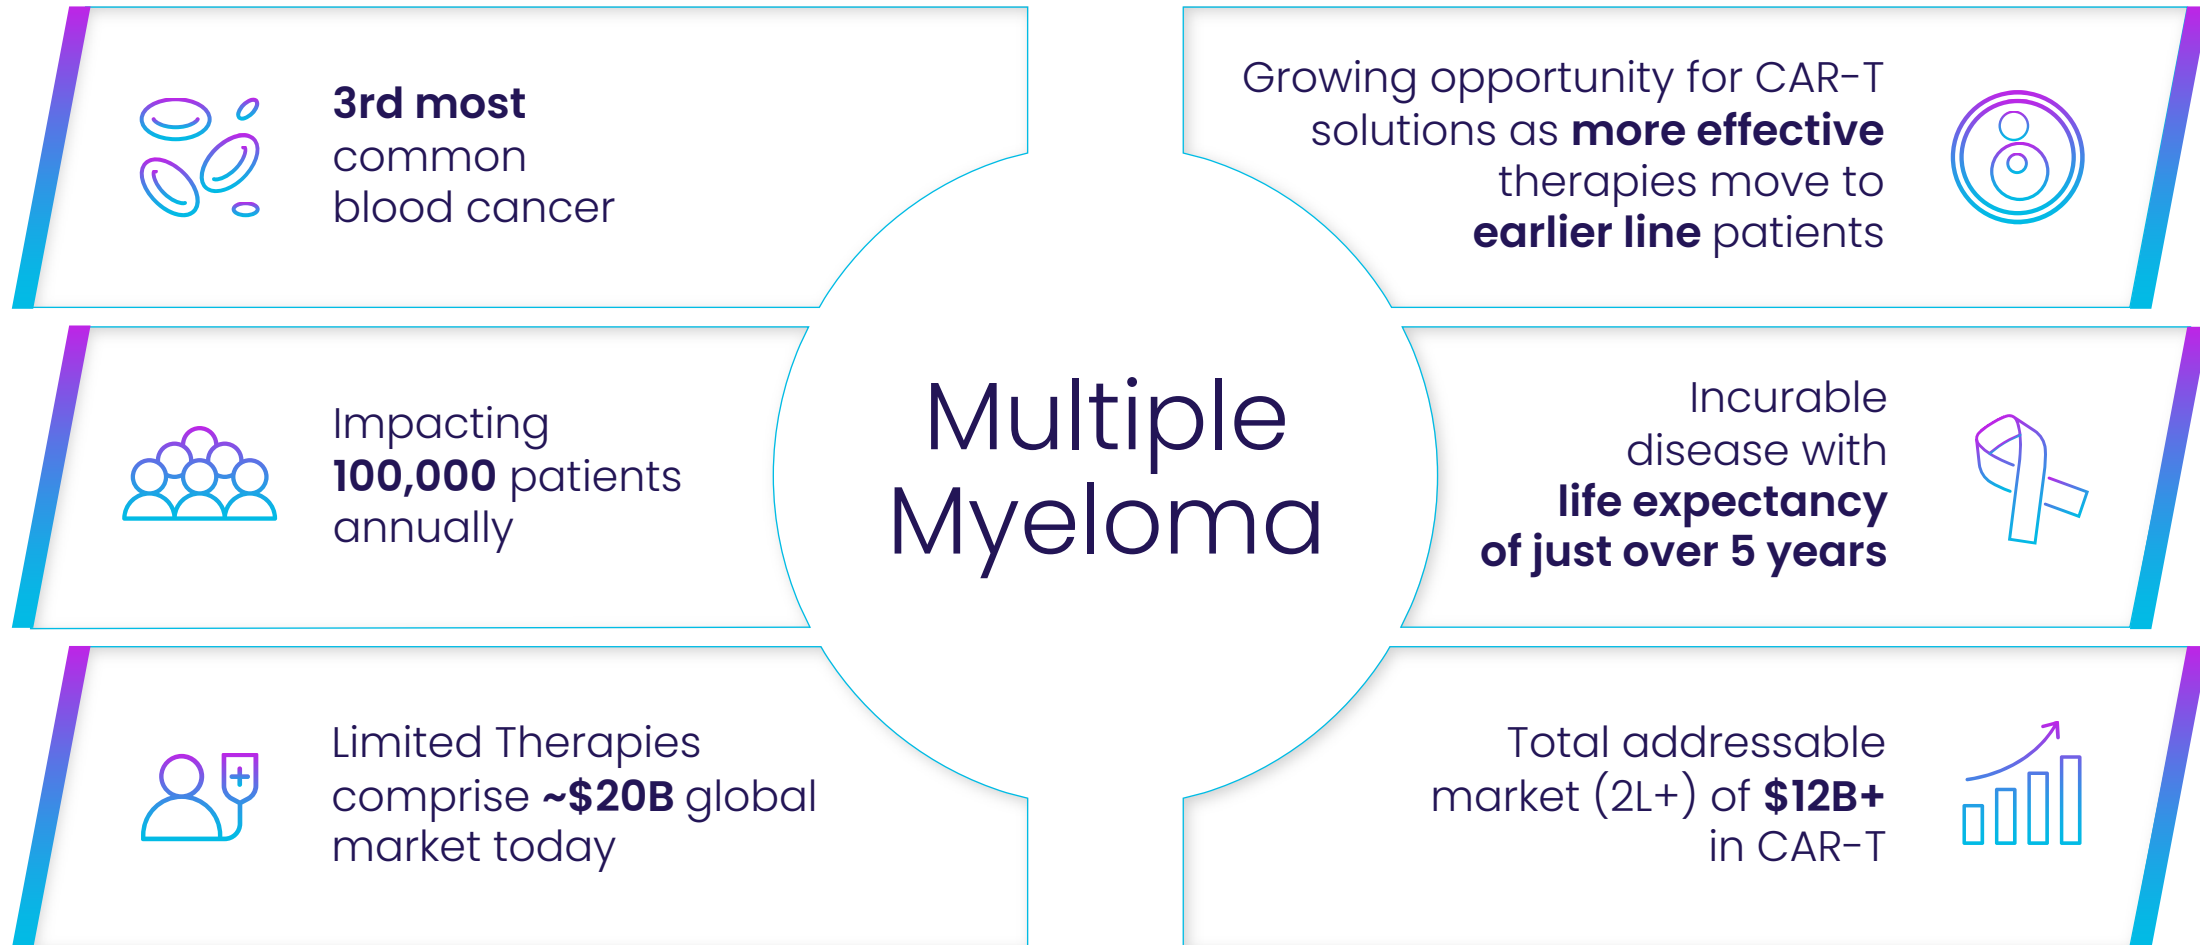 3rd most
common
blood cancer
Impacting
100,000 patients
annually
Limited Therapies
comprise ~$20B global
market today
Multiple
Myeloma
Growing opportunity for CAR-T
solutions as more effective
therapies move to
earlier line patients
Incurable
disease with
life expectancy
of just over 5 years
Total addressable
market (2L+) of $12B+
in CAR-T